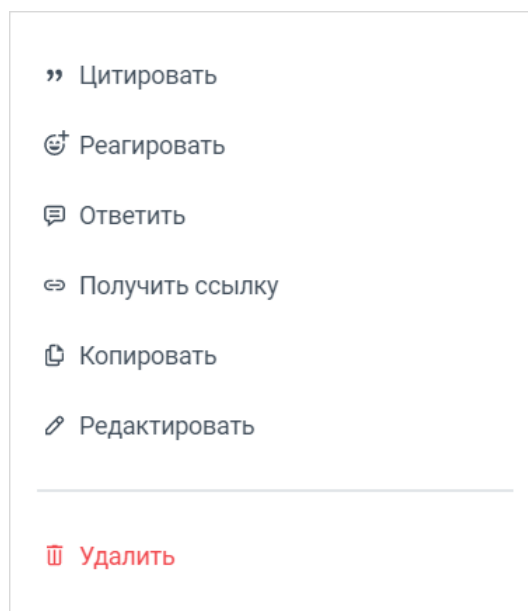 Цитировать
Реагировать
Ответить
Получить ссылку
Копировать
Редактировать
Удалить